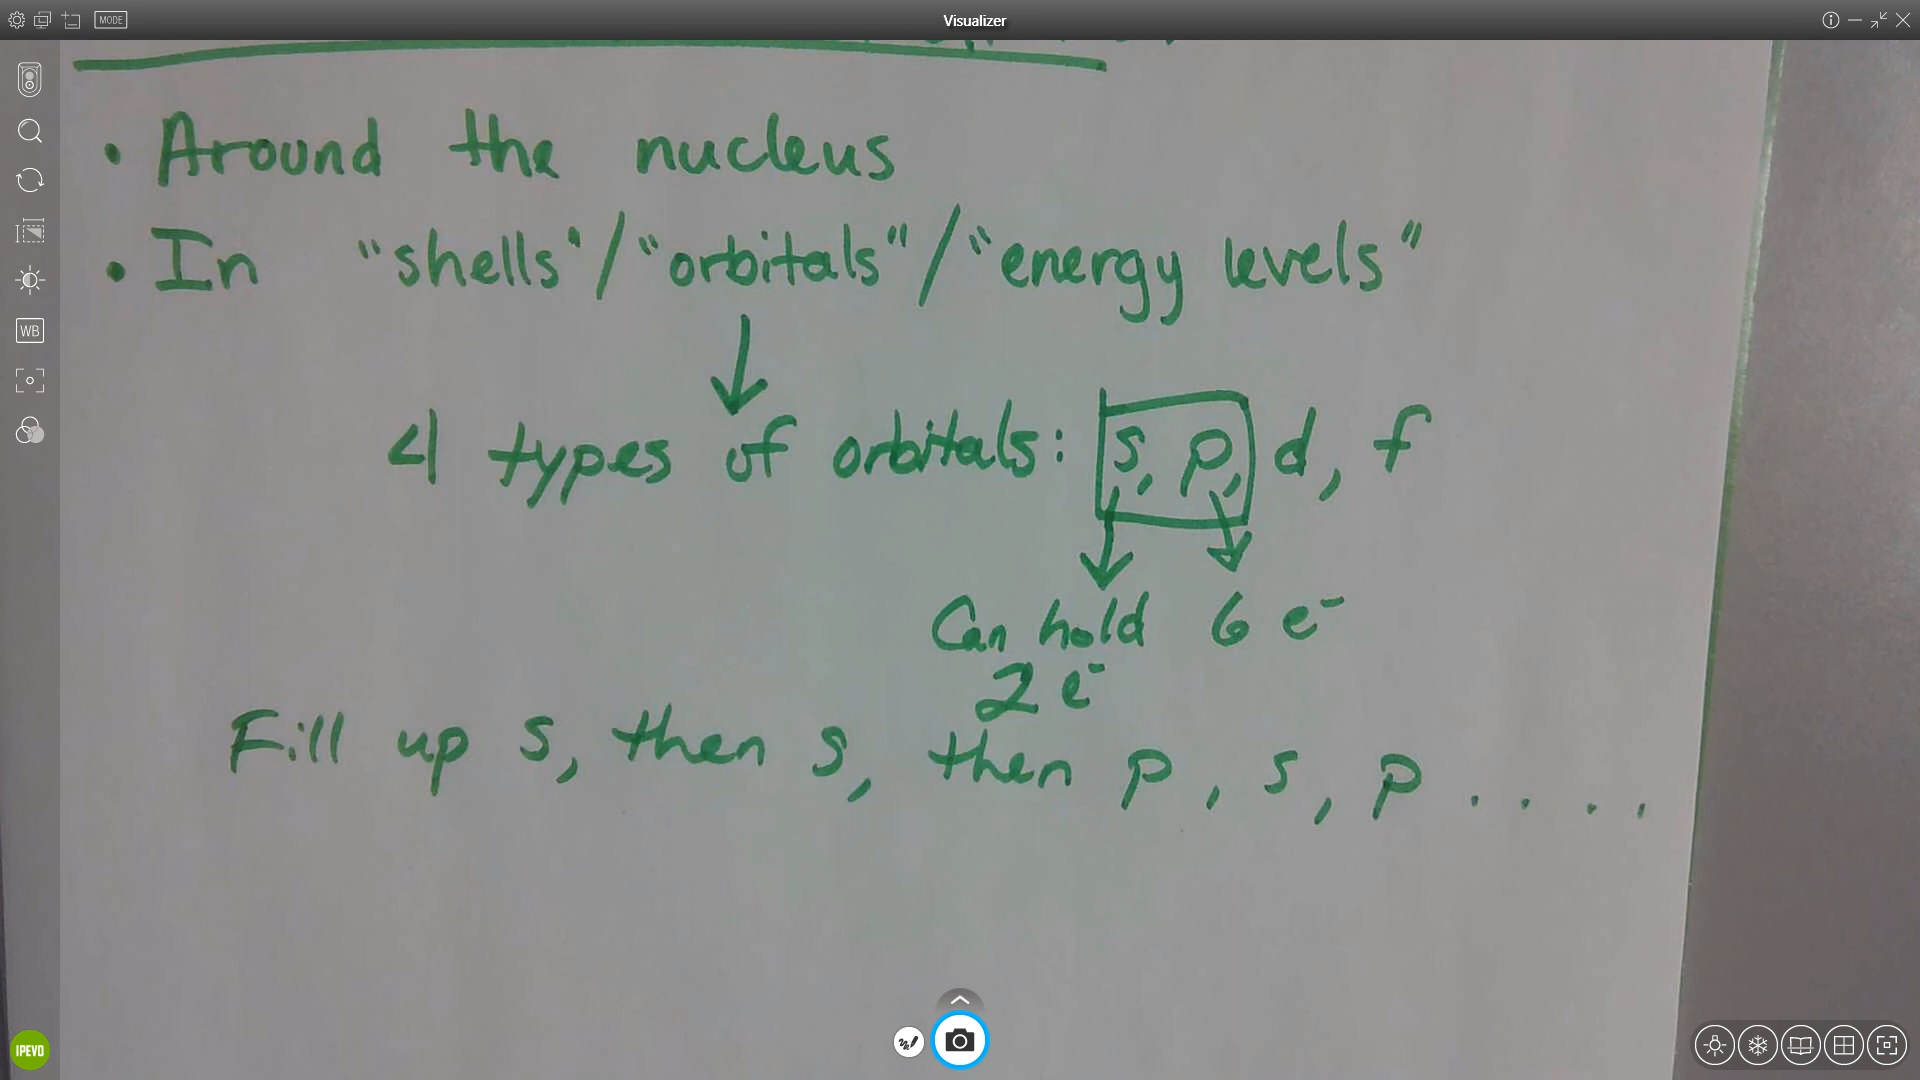 MODE
Visualizer
• Around the nucleus
• In "shells"/"orbitals"/"energy levels"
4 types of orbitals: s, p, d, f
Can hold 6 e⁻
2 e⁻
Fill up s, then s, then p, s, p . . . .
WB
IPEVO